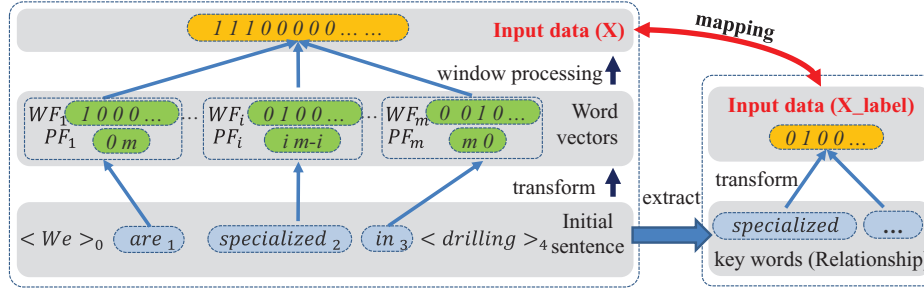 1 1 1 0 0 0 0 0 ... ...
Input data (X)
mapping
window processing
WF1 1 0 0 0 ... ... WFi 0 1 0 0 ... ... WFm 0 0 1 0 ...
PF1 0 m PFi i m-i PFm m 0
Word
vectors
Input data (X_label)
0 1 0 0 ...
transform
transform
extract
< We >0 are 1 specialized 2 in 3 < drilling >4
Initial
sentence
specialized ...
key words (Relationship